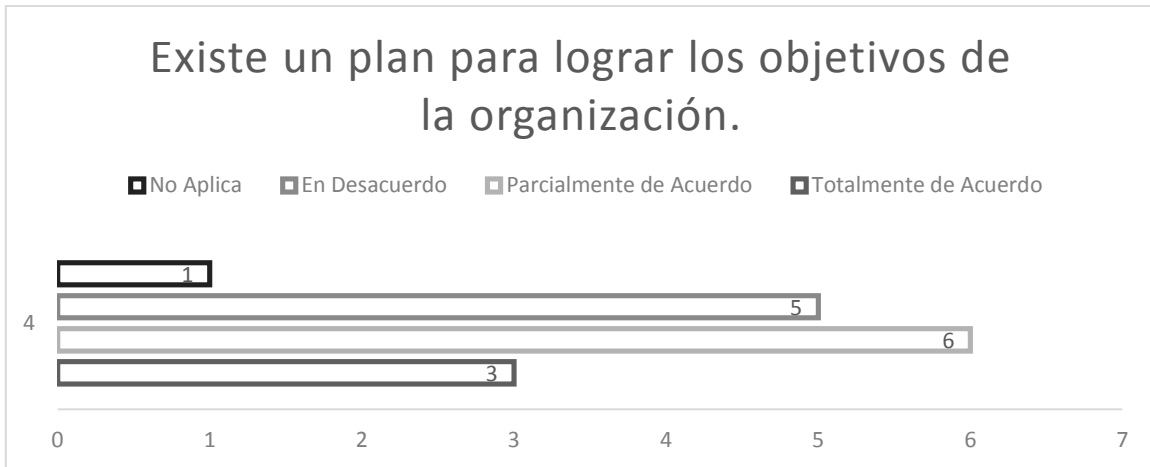 Existe un plan para lograr los objetivos de
la organización.
No Aplica En Desacuerdo Parcialmente de Acuerdo Totalmente de Acuerdo
1
5
4
6
3
0 1 2 3 4 5 6 7